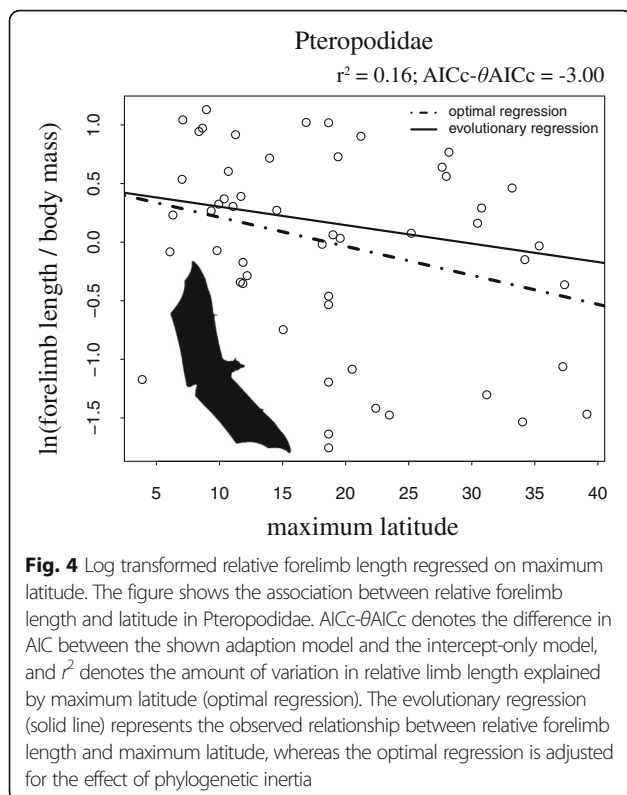 Pteropodidae
r² = 0.16; AICc-θAICc = -3.00
optimal regression
evolutionary regression
ln(forelimb length / body mass)
1.0
0.5
0.0
-0.5
-1.0
-1.5
5 10 15 20 25 30 35 40
maximum latitude
Fig. 4 Log transformed relative forelimb length regressed on maximum
latitude. The figure shows the association between relative forelimb
length and latitude in Pteropodidae. AICc-θAICc denotes the difference in
AIC between the shown adaption model and the intercept-only model,
and r² denotes the amount of variation in relative limb length explained
by maximum latitude (optimal regression). The evolutionary regression
(solid line) represents the observed relationship between relative forelimb
length and maximum latitude, whereas the optimal regression is adjusted
for the effect of phylogenetic inertia